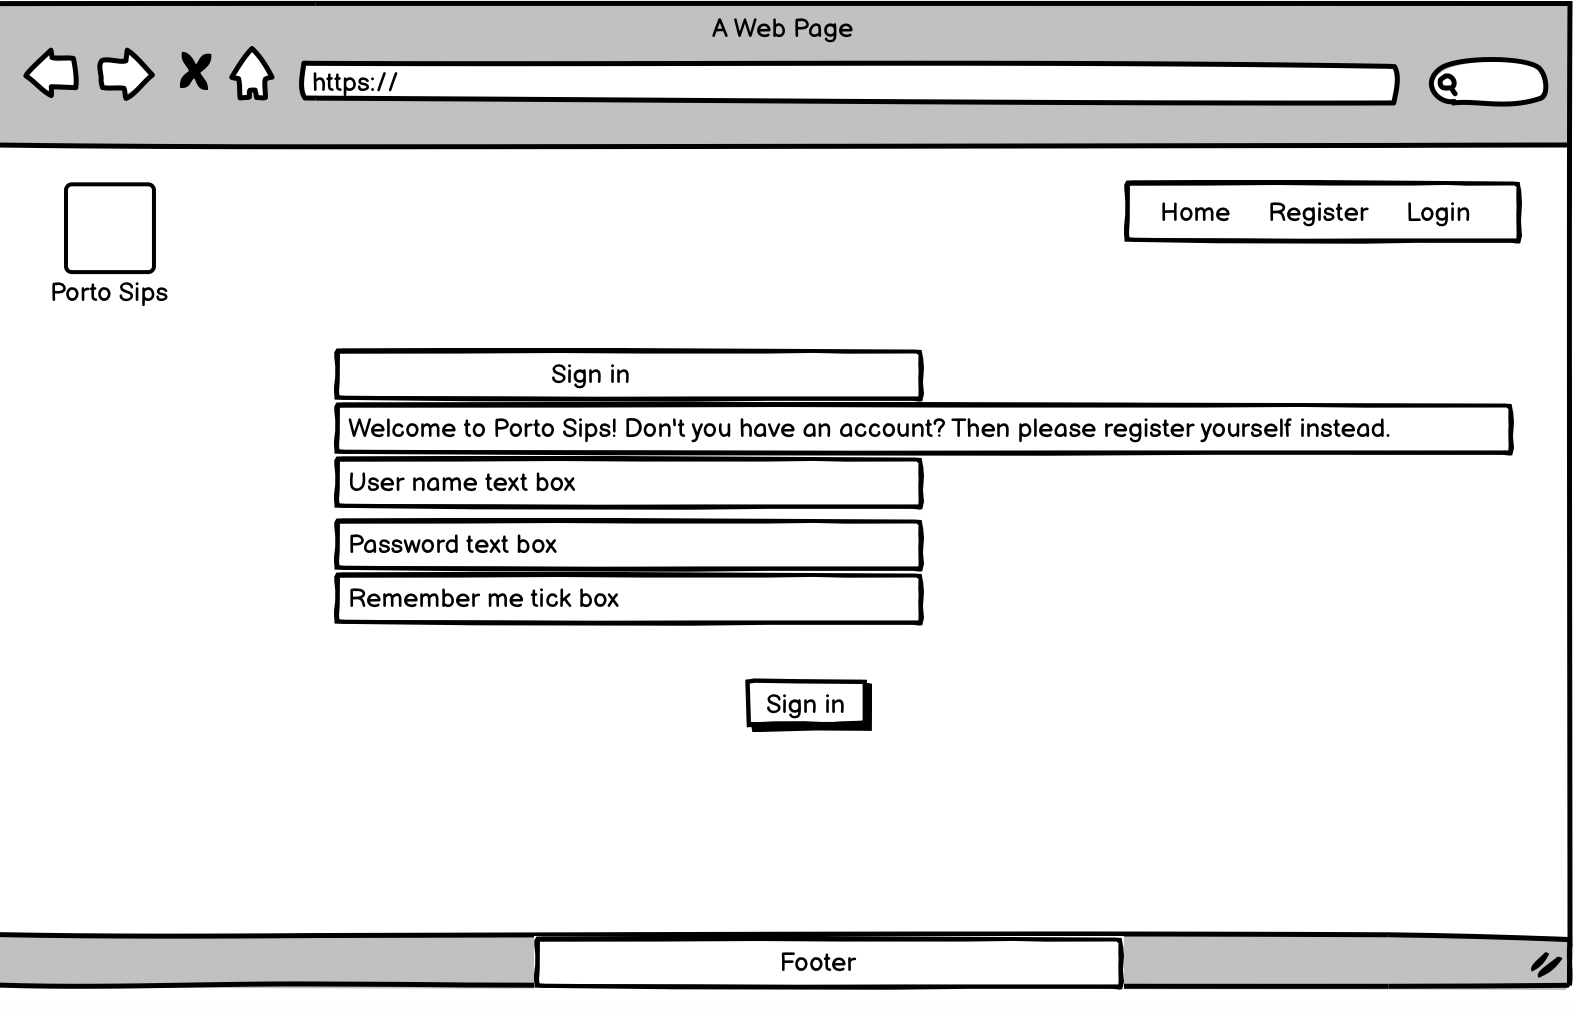 A Web Page
https://
Home Register Login
Porto Sips
Sign in
Welcome to Porto Sips! Don't you have an account? Then please register yourself instead.
User name text box
Password text box
Remember me tick box
Sign in
Footer